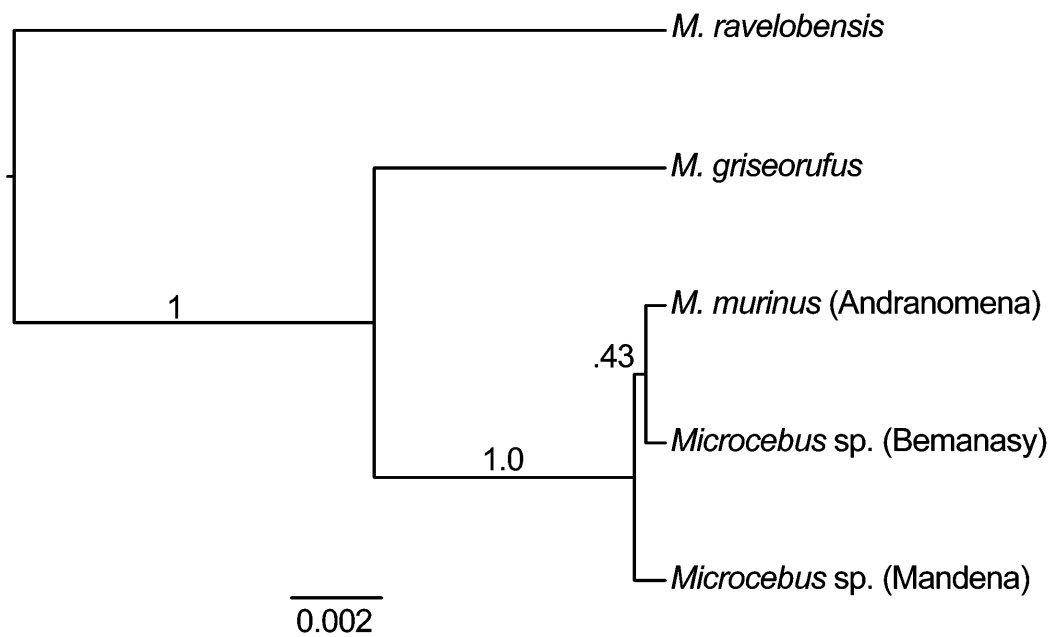 M. ravelobensis
M. griseorufus
1
M. murinus (Andranomena)
.43
Microcebus sp. (Bemanasy)
1.0
Microcebus sp. (Mandena)
0.002